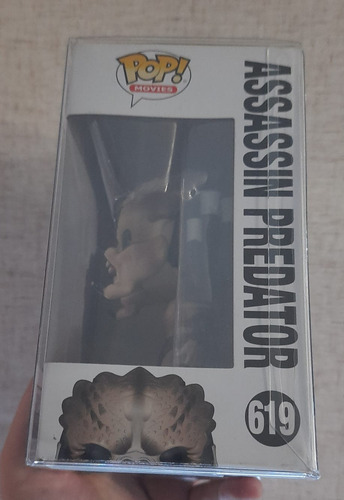 POP!
MOVIES
ASSASSIN PREDATOR
619